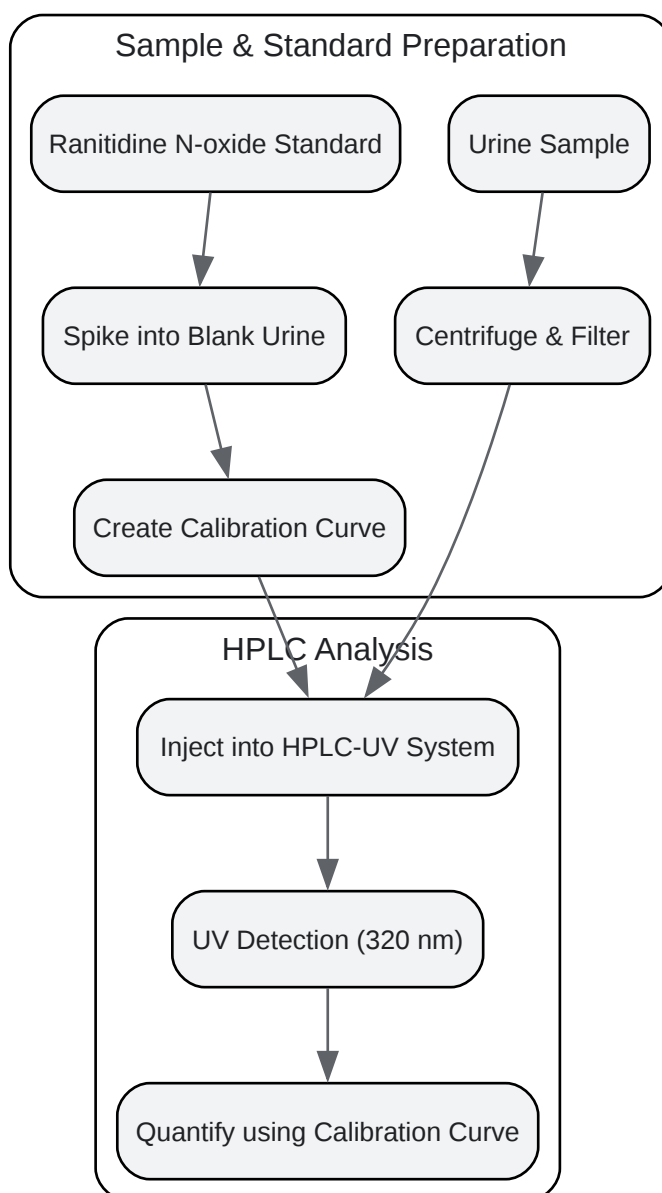 Sample & Standard Preparation
Ranitidine N-oxide Standard
Urine Sample
Spike into Blank Urine
Centrifuge & Filter
Create Calibration Curve
HPLC Analysis
Inject into HPLC-UV System
UV Detection (320 nm)
Quantify using Calibration Curve